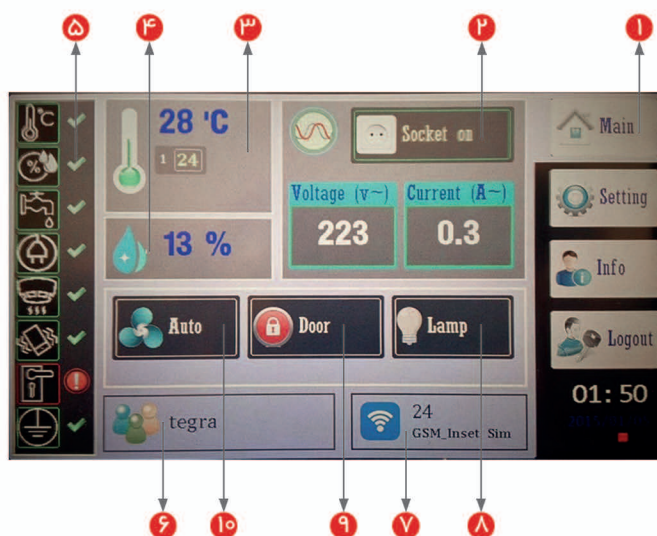 ۵ ۴ ۳ ۲ ۱
°C
28 'C
1 24
Socket on
Main
%
Voltage (v~) Current (A~)
223 0.3
Setting
13 %
Info
Auto Door Lamp
Logout
01:50
tegra
24
GSM_Inset Sim
۶ ۱۰ ۹ ۷ ۸